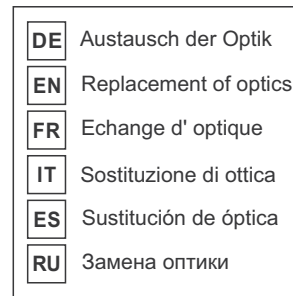 DE Austausch der Optik
EN Replacement of optics
FR Echange d' optique
IT Sostituzione di ottica
ES Sustitución de óptica
RU Замена оптики